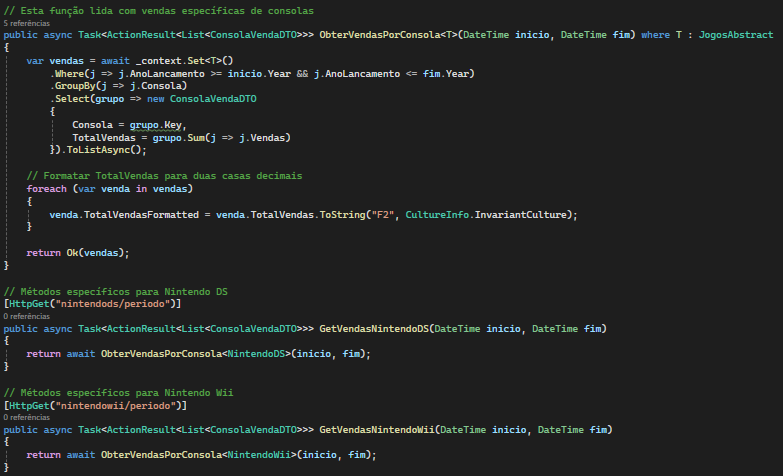 // Esta função lida com vendas específicas de consolas
5 referências
public async Task<ActionResult<List<ConsolaVendaDTO>>> ObterVendasPorConsola<T>(DateTime inicio, DateTime fim) where T : JogosAbstract
{
    var vendas = await _context.Set<T>()
        .Where(j => j.AnoLancamento >= inicio.Year && j.AnoLancamento <= fim.Year)
        .GroupBy(j => j.Consola)
        .Select(grupo => new ConsolaVendaDTO
        {
            Consola = grupo.Key,
            TotalVendas = grupo.Sum(j => j.Vendas)
        }).ToListAsync();
    // Formatar TotalVendas para duas casas decimais
    foreach (var venda in vendas)
    {
        venda.TotalVendasFormatted = venda.TotalVendas.ToString("F2", CultureInfo.InvariantCulture);
    }
    return Ok(vendas);
}
// Métodos específicos para Nintendo DS
[HttpGet("nintendods/periodo")]
0 referências
public async Task<ActionResult<List<ConsolaVendaDTO>>> GetVendasNintendoDS(DateTime inicio, DateTime fim)
{
    return await ObterVendasPorConsola<NintendoDS>(inicio, fim);
}
// Métodos específicos para Nintendo Wii
[HttpGet("nintendowii/periodo")]
0 referências
public async Task<ActionResult<List<ConsolaVendaDTO>>> GetVendasNintendoWii(DateTime inicio, DateTime fim)
{
    return await ObterVendasPorConsola<NintendoWii>(inicio, fim);
}